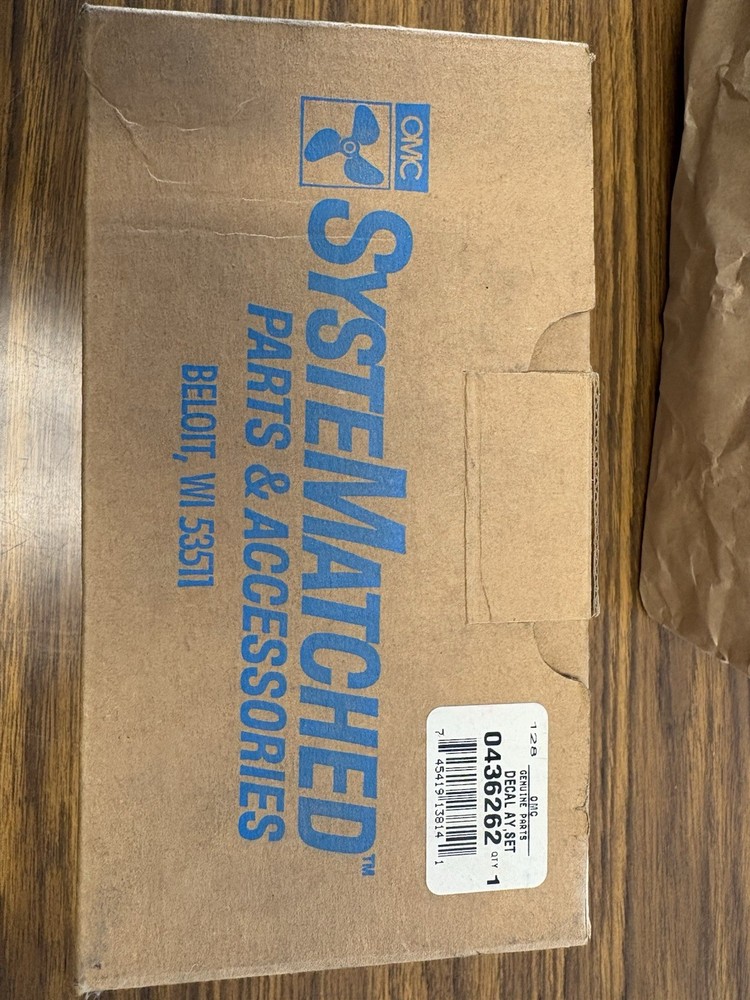 OMC
SYSTEMATCHED™
PARTS & ACCESSORIES
BELOIT, WI 53511
128 OMC
GENUINE PARTS
DECAL AY,SET
0436262 QTY 1
7 45419 13814 1